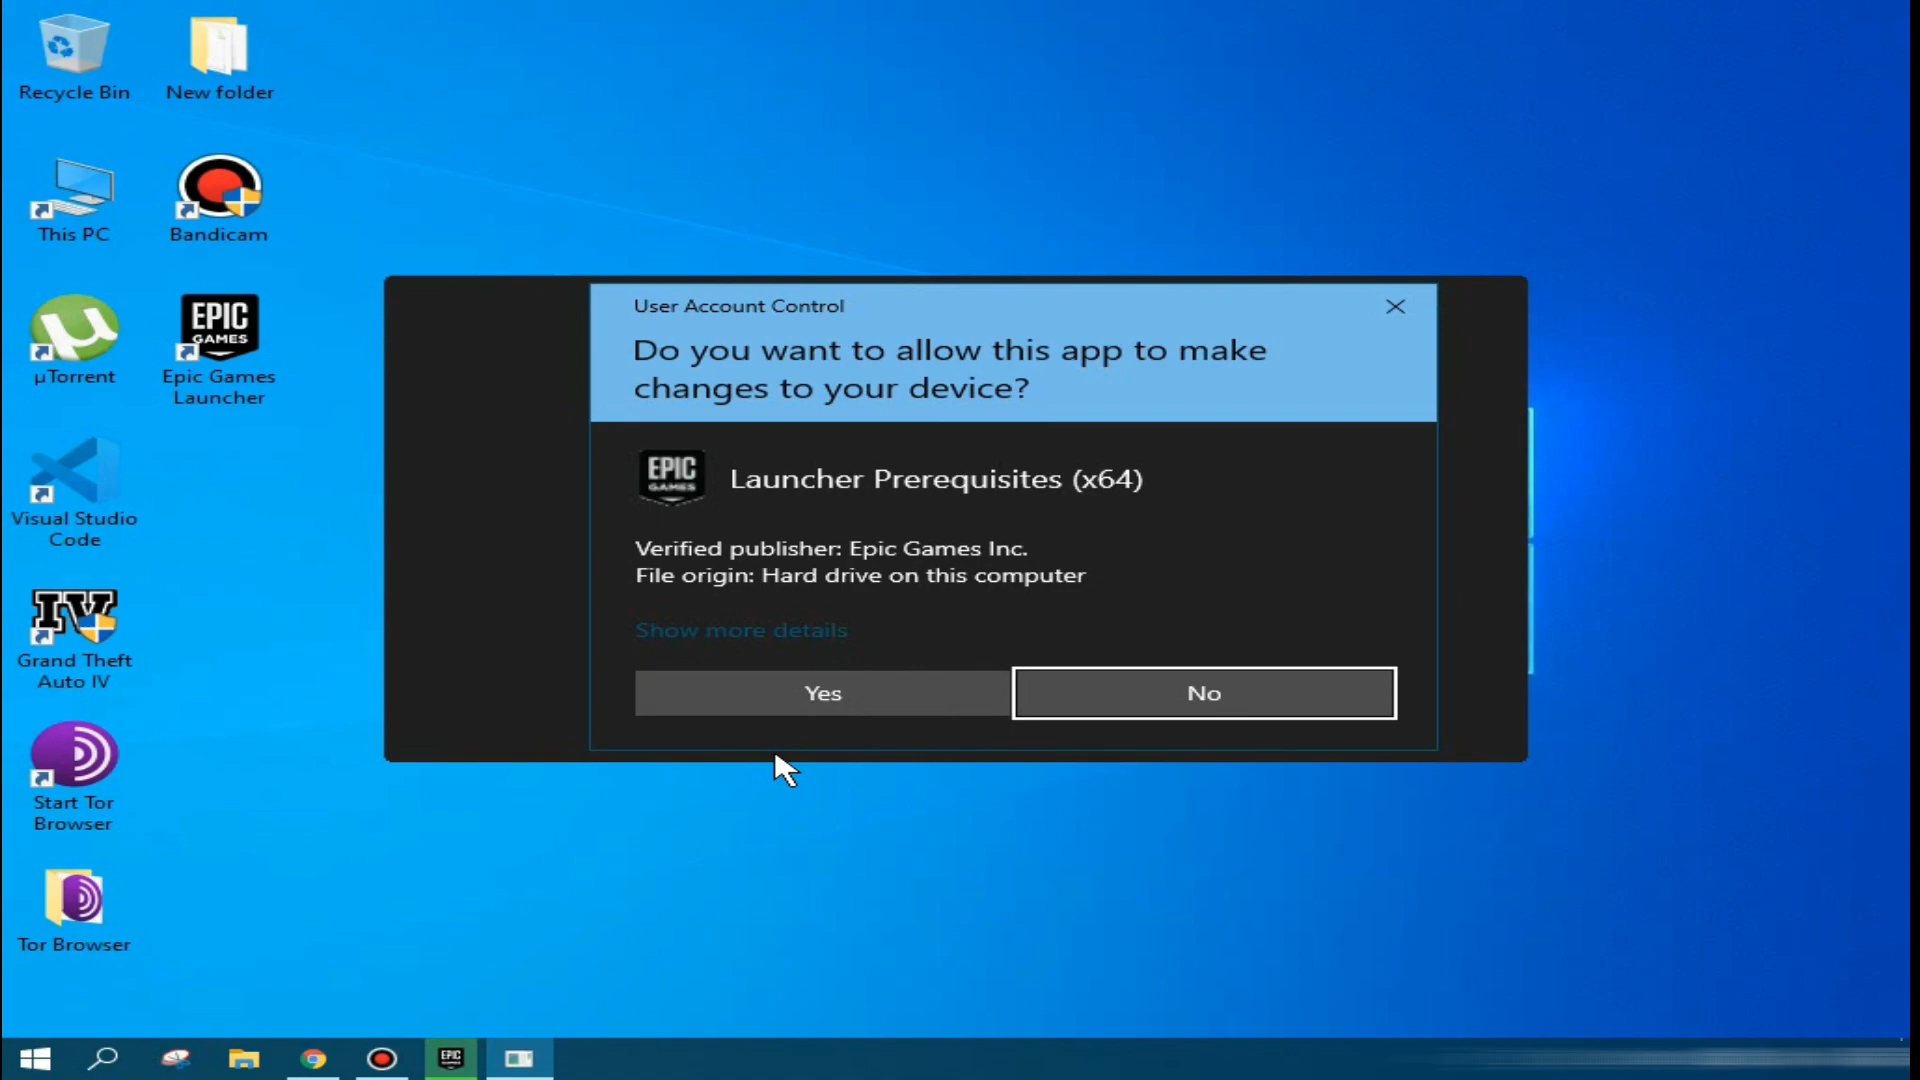 Recycle Bin
New folder
This PC
Bandicam
µTorrent
EPIC
GAMES
Epic Games
Launcher
Visual Studio
Code
IV
Grand Theft
Auto IV
Start Tor
Browser
Tor Browser
User Account Control
Do you want to allow this app to make
changes to your device?
EPIC
GAMES
Launcher Prerequisites (x64)
Verified publisher: Epic Games Inc.
File origin: Hard drive on this computer
Show more details
Yes
No
EPIC